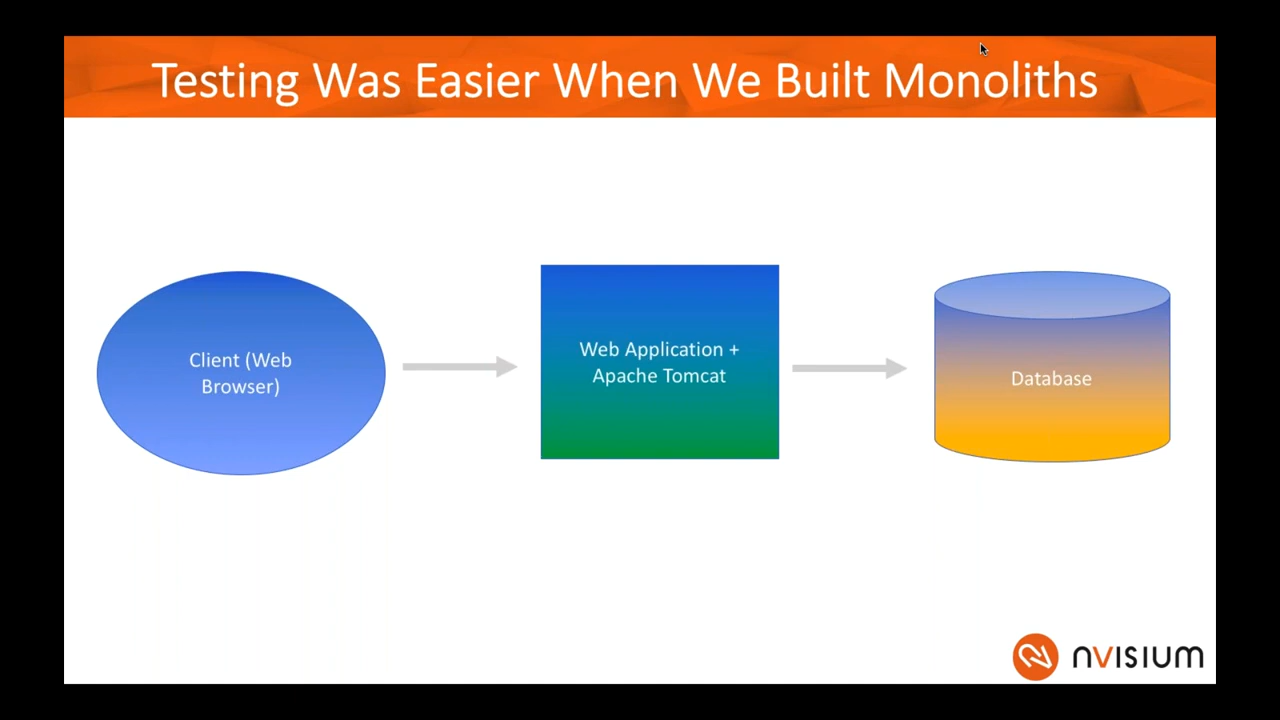 Testing Was Easier When We Built Monoliths
Client (Web
Browser)
Web Application +
Apache Tomcat
Database
nVISIUM